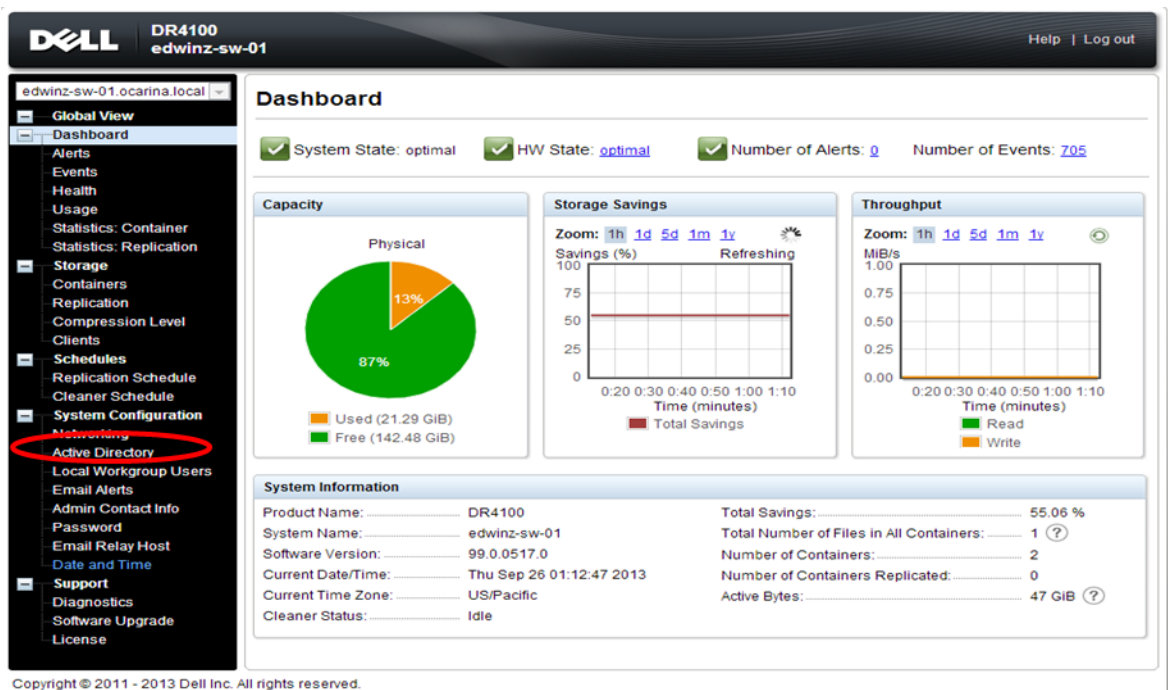 DELL
DR4100
edwinz-sw-01
Help | Log out
edwinz-sw-01.ocarina.local
Global View
Dashboard
Alerts
Events
Health
Usage
Statistics: Container
Statistics: Replication
Storage
Containers
Replication
Compression Level
Clients
Schedules
Replication Schedule
Cleaner Schedule
System Configuration
Networking
Active Directory
Local Workgroup Users
Email Alerts
Admin Contact Info
Password
Email Relay Host
Date and Time
Support
Diagnostics
Software Upgrade
License
Dashboard
System State: optimal
HW State: optimal
Number of Alerts: 0
Number of Events: 705
Capacity
Physical
13%
87%
Used (21.29 GiB)
Free (142.48 GiB)
Storage Savings
Zoom: 1h 1d 5d 1m 1y
Savings (%)
Refreshing
100
75
50
25
0
0:20 0:30 0:40 0:50 1:00 1:10
Time (minutes)
Total Savings
Throughput
Zoom: 1h 1d 5d 1m 1y
MiB/s
1.00
0.75
0.50
0.25
0.00
0:20 0:30 0:40 0:50 1:00 1:10
Time (minutes)
Read
Write
System Information
Product Name: DR4100
System Name: edwinz-sw-01
Software Version: 99.0.0517.0
Current Date/Time: Thu Sep 26 01:12:47 2013
Current Time Zone: US/Pacific
Cleaner Status: Idle
Total Savings: 55.06 %
Total Number of Files in All Containers: 1 ?
Number of Containers: 2
Number of Containers Replicated: 0
Active Bytes: 47 GiB ?
Copyright © 2011 - 2013 Dell Inc. All rights reserved.